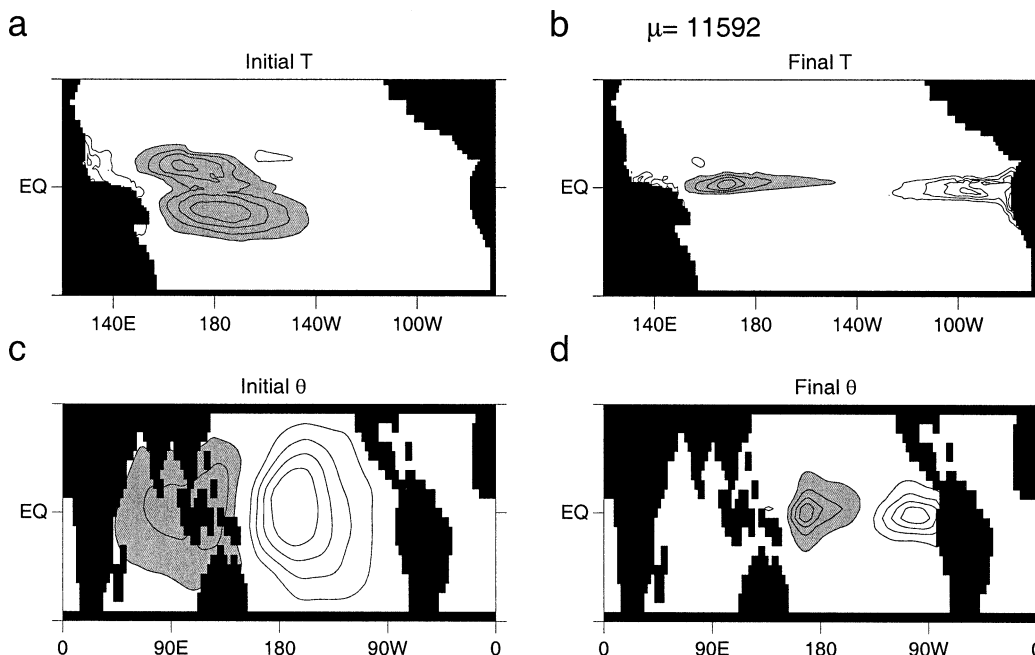 a
b
μ= 11592
Initial T
Final T
EQ
EQ
140E 180 140W 100W
140E 180 140W 100W
c
d
Initial θ
Final θ
EQ
EQ
0 90E 180 90W 0
0 90E 180 90W 0